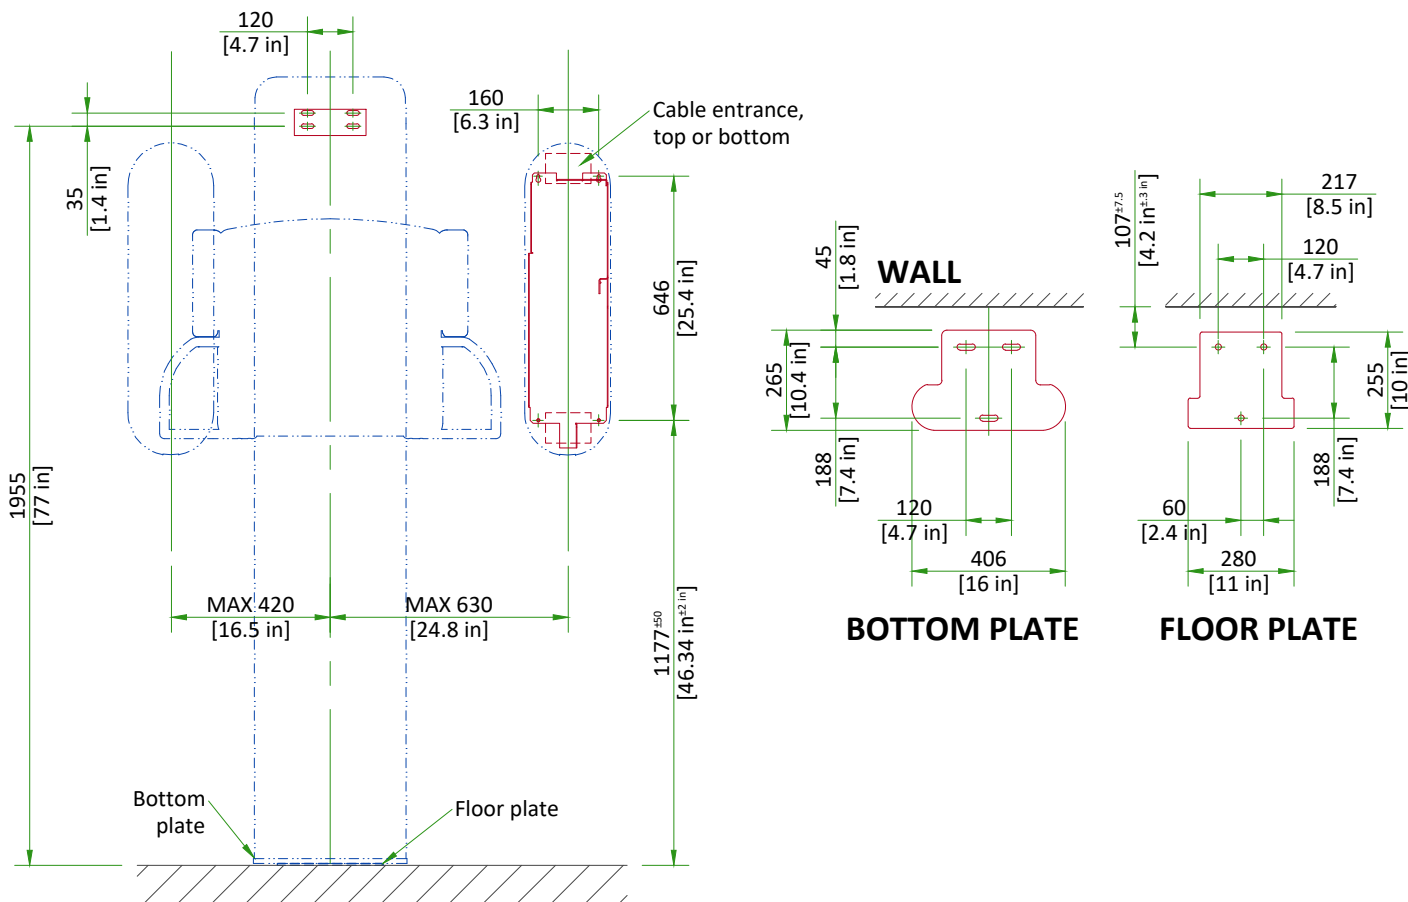 120
[4.7 in]
35
[1.4 in]
160
[6.3 in]
Cable entrance,
top or bottom
646
[25.4 in]
1955
[77 in]
MAX 420
[16.5 in]
MAX 630
[24.8 in]
1177±50
[46.34 in±2 in]
Bottom
plate
Floor plate
WALL
45
[1.8 in]
265
[10.4 in]
188
[7.4 in]
120
[4.7 in]
406
[16 in]
BOTTOM PLATE
107±7.5
[4.2 in±.3 in]
217
[8.5 in]
120
[4.7 in]
255
[10 in]
188
[7.4 in]
60
[2.4 in]
280
[11 in]
FLOOR PLATE